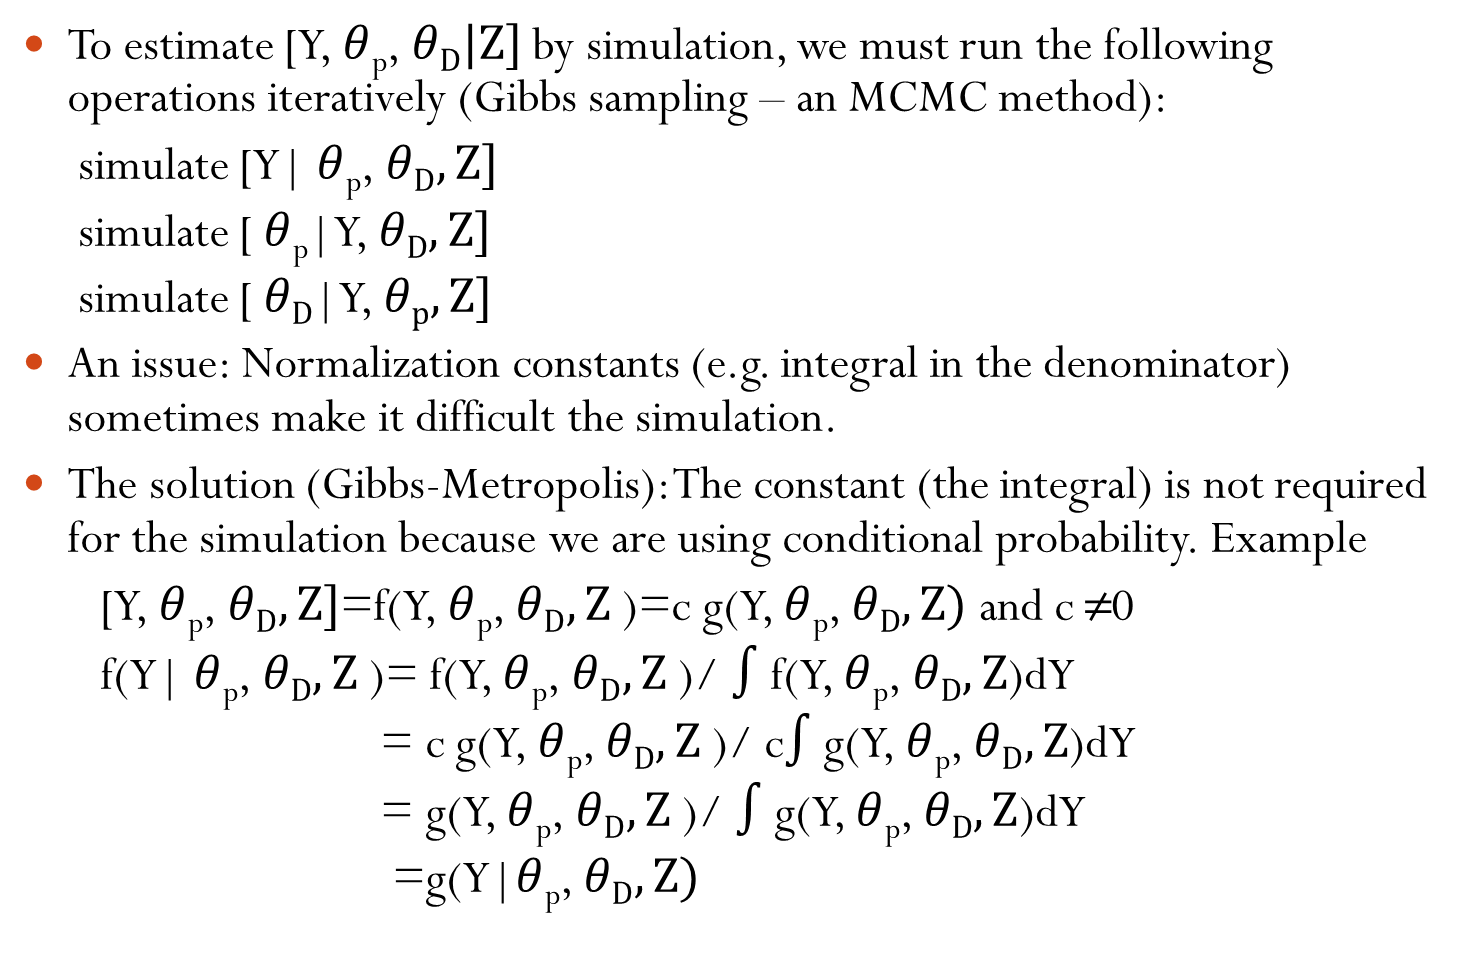 • To estimate [Y, θp, θD|Z] by simulation, we must run the following
operations iteratively (Gibbs sampling – an MCMC method):
simulate [Y| θp, θD, Z]
simulate [ θp| Y, θD, Z]
simulate [ θD| Y, θp, Z]
• An issue: Normalization constants (e.g. integral in the denominator)
sometimes make it difficult the simulation.
• The solution (Gibbs-Metropolis): The constant (the integral) is not required
for the simulation because we are using conditional probability. Example
[Y, θp, θD, Z]=f(Y, θp, θD, Z )=c g(Y, θp, θD, Z) and c ≠0
f(Y| θp, θD, Z )= f(Y, θp, θD, Z )/ ∫ f(Y, θp, θD, Z)dY
= c g(Y, θp, θD, Z )/ c∫ g(Y, θp, θD, Z)dY
= g(Y, θp, θD, Z )/ ∫ g(Y, θp, θD, Z)dY
=g(Y|θp, θD, Z)